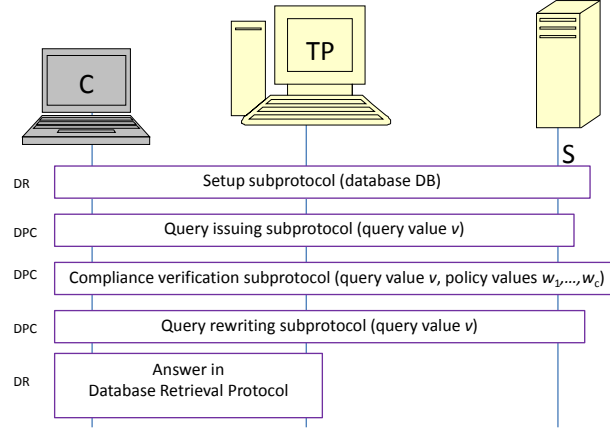 C
TP
S
DR
Setup subprotocol (database DB)
DPC
Query issuing subprotocol (query value v)
DPC
Compliance verification subprotocol (query value v, policy values w1,...,wc)
DPC
Query rewriting subprotocol (query value v)
DR
Answer in
Database Retrieval Protocol